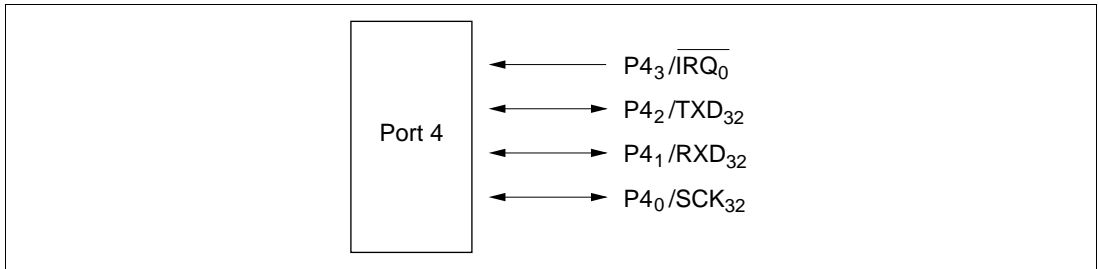 P4₃/IRQ₀
P4₂/TXD₃₂
Port 4
P4₁/RXD₃₂
P4₀/SCK₃₂